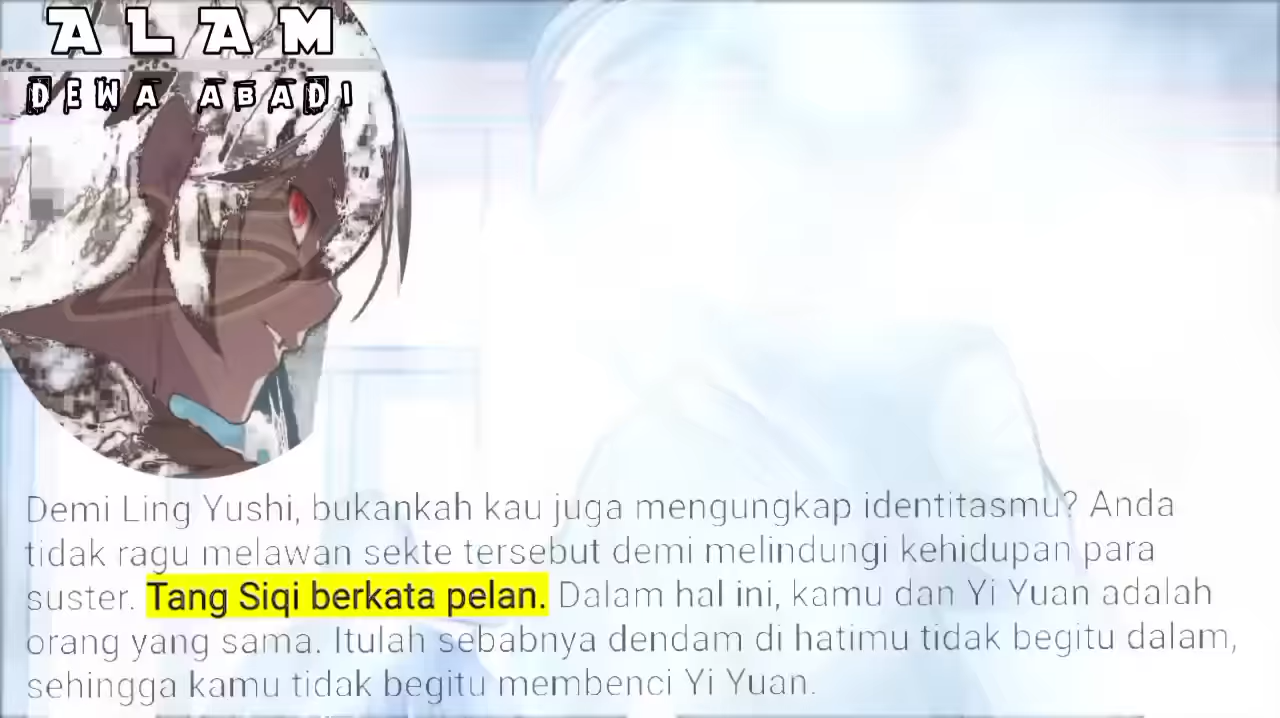 ALAM
DEWA ABADI
Demi Ling Yushi, bukankah kau juga mengungkap identitasmu? Anda
tidak ragu melawan sekte tersebut demi melindungi kehidupan para
suster. Tang Siqi berkata pelan. Dalam hal ini, kamu dan Yi Yuan adalah
orang yang sama. Itulah sebabnya dendam di hatimu tidak begitu dalam,
sehingga kamu tidak begitu membenci Yi Yuan.